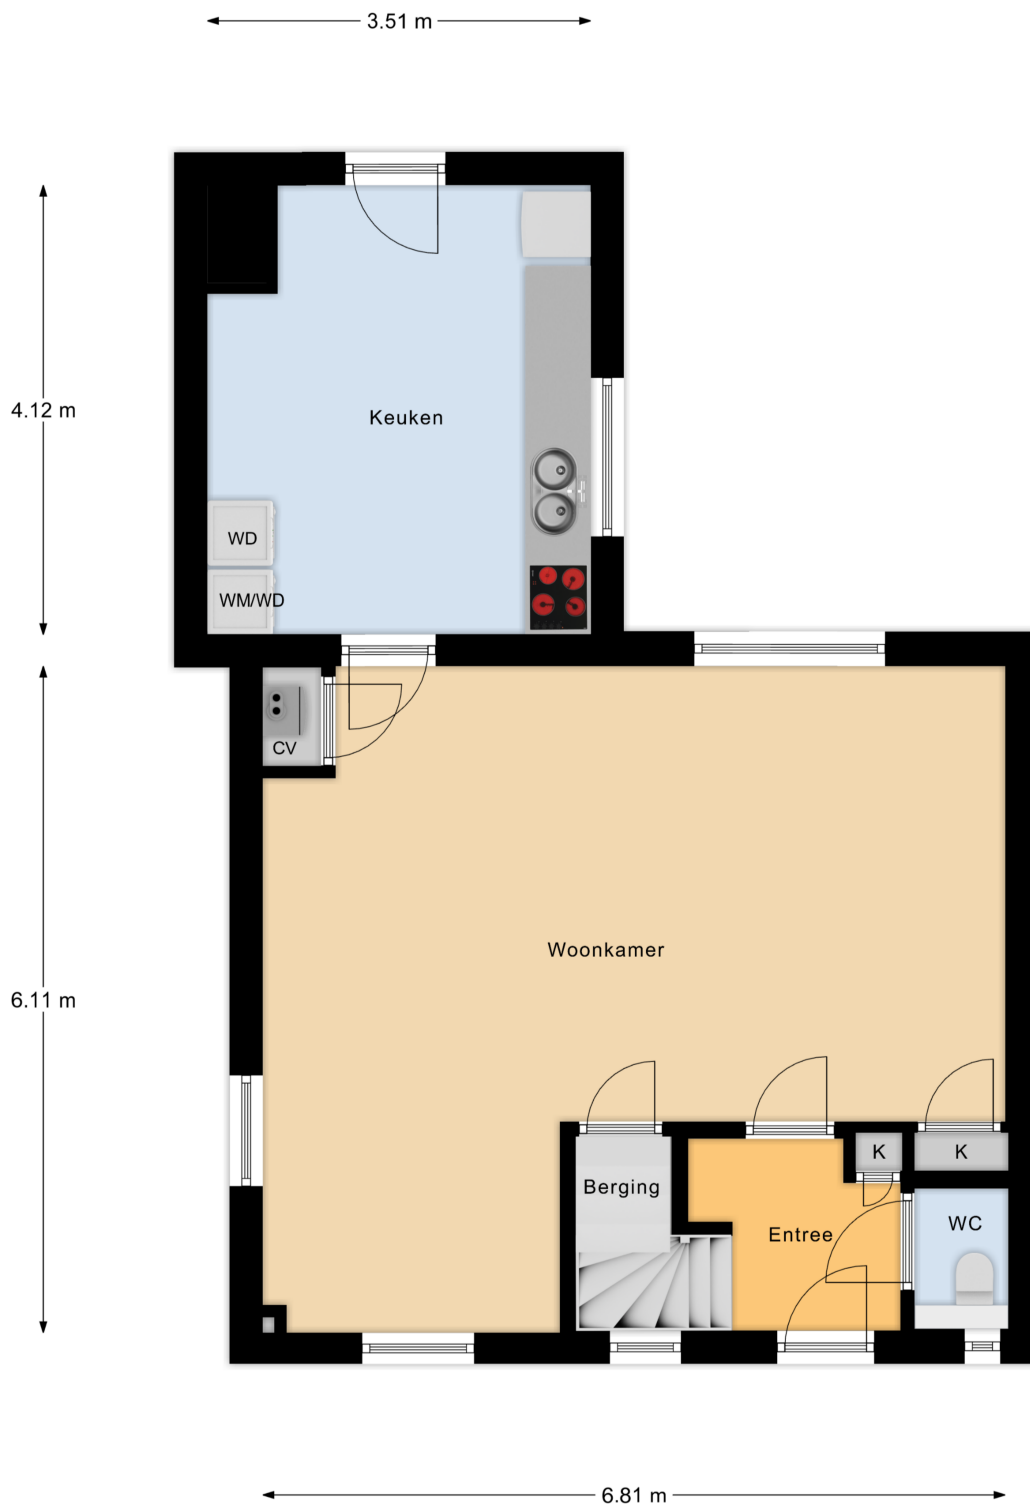 3.51 m
4.12 m
Keuken
WD
WM/WD
CV
Woonkamer
6.11 m
K
K
Berging
WC
Entree
6.81 m